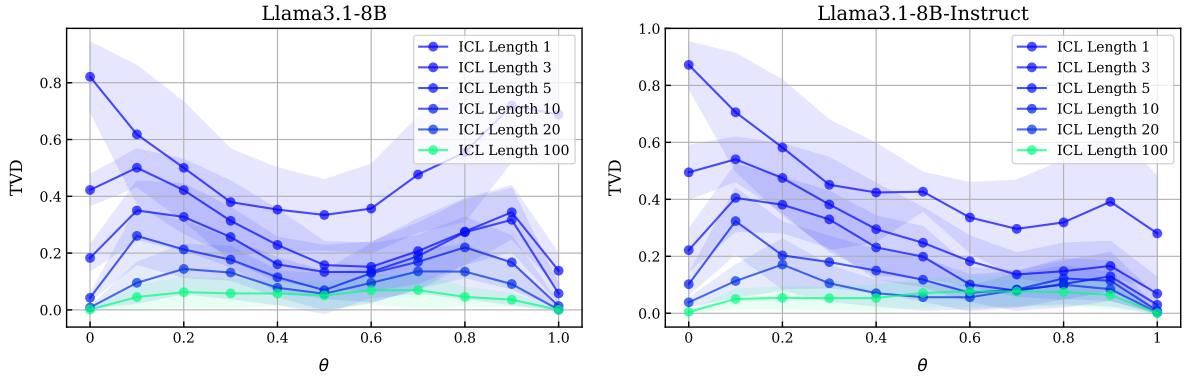 Llama3.1-8B
TVD
0.8
0.6
0.4
0.2
0.0
0
0.2
0.4
0.6
0.8
1.0
θ
ICL Length 1
ICL Length 3
ICL Length 5
ICL Length 10
ICL Length 20
ICL Length 100
Llama3.1-8B-Instruct
TVD
1.0
0.8
0.6
0.4
0.2
0.0
0
0.2
0.4
0.6
0.8
1.0
θ
ICL Length 1
ICL Length 3
ICL Length 5
ICL Length 10
ICL Length 20
ICL Length 100